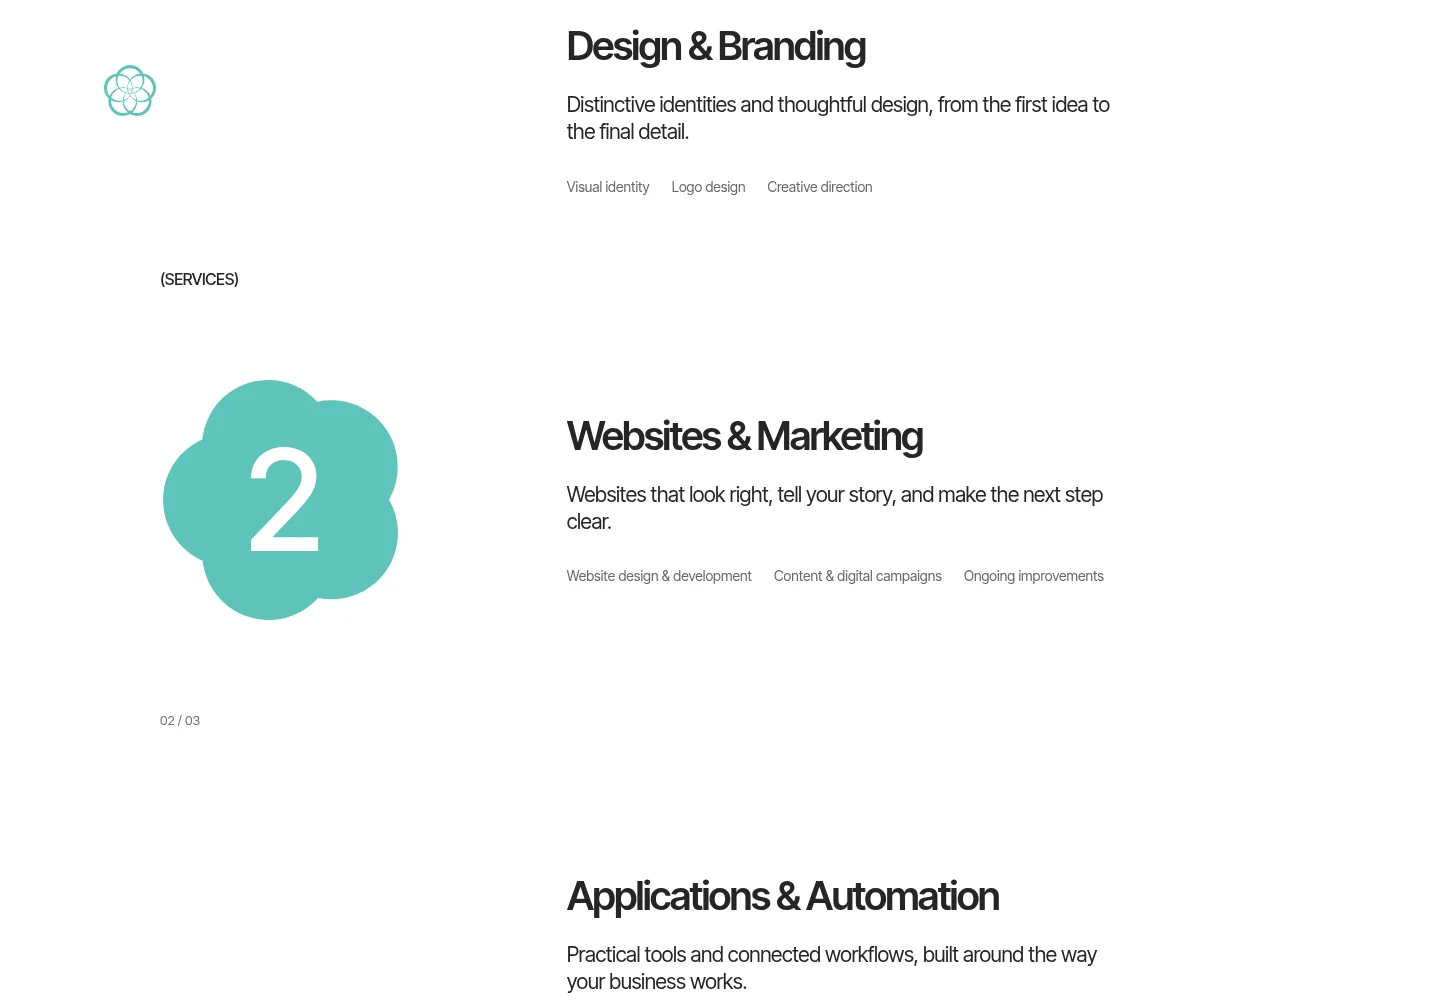 Design & Branding
Distinctive identities and thoughtful design, from the first idea to
the final detail.
Visual identity Logo design Creative direction
(SERVICES)
2
Websites & Marketing
Websites that look right, tell your story, and make the next step
clear.
Website design & development Content & digital campaigns Ongoing improvements
02 / 03
Applications & Automation
Practical tools and connected workflows, built around the way
your business works.